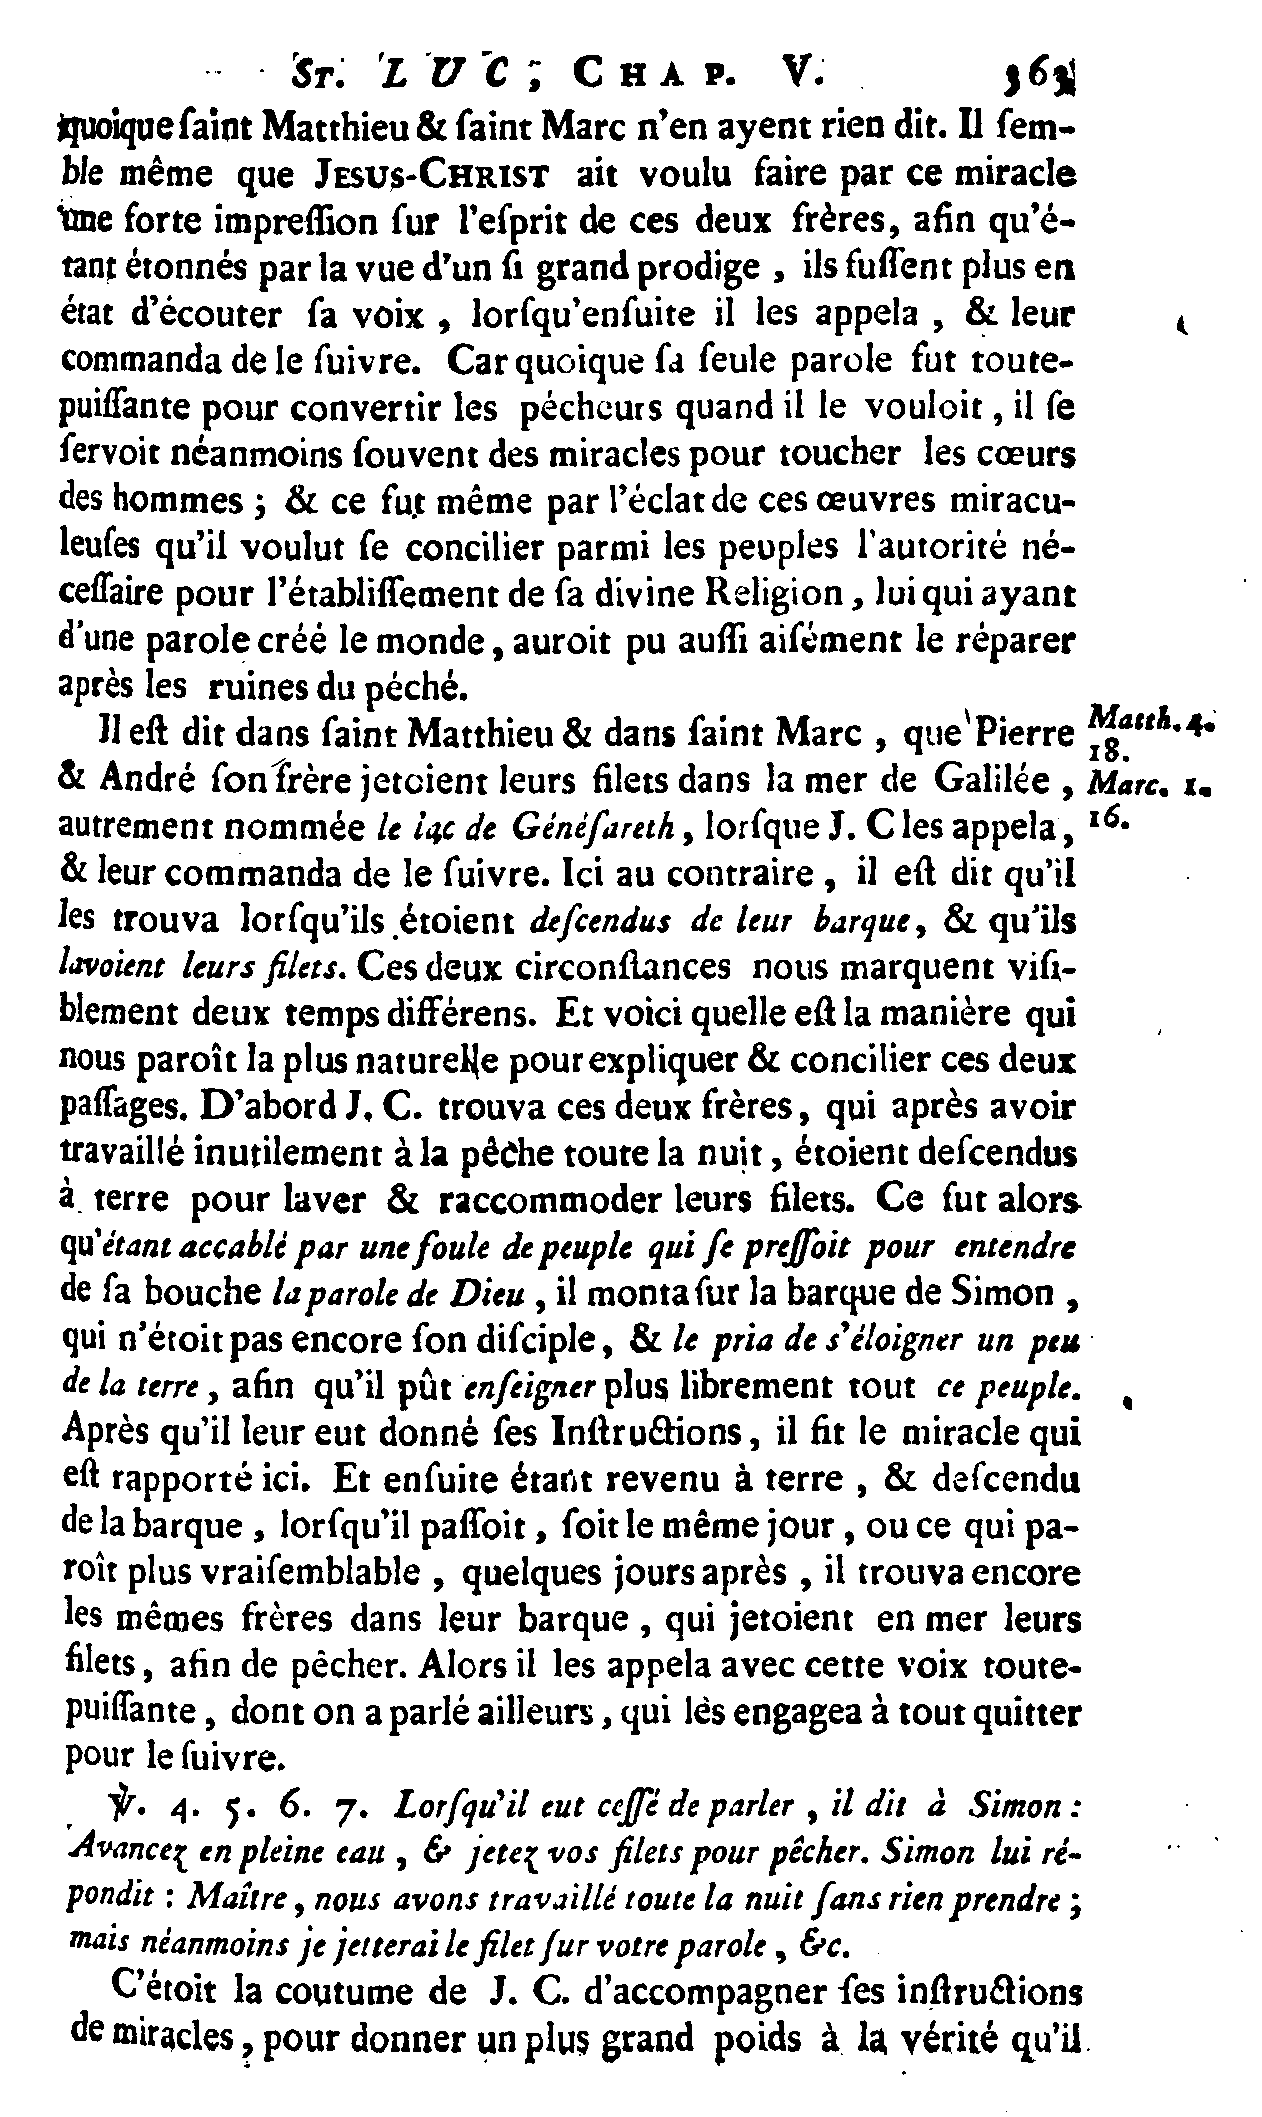 St. LUC, CHAP. V.
quoique ſaint Matthieu & ſaint Marc n'en ayent rien dit. Il ſem-
ble même que JESUS-CHRIST ait voulu faire par ce miracle
une forte impreſſion ſur l'eſprit de ces deux frères, afin qu'é-
tant étonnés par la vue d'un ſi grand prodige, ils fuſſent plus en
état d'écouter ſa voix, lorſqu'enſuite il les appela, & leur
commanda de le ſuivre. Car quoique ſa ſeule parole fut toute-
puiſſante pour convertir les pécheurs quand il le vouloit, il ſe
ſervoit néanmoins ſouvent des miracles pour toucher les cœurs
des hommes; & ce fut même par l'éclat de ces œuvres miracu-
leuſes qu'il voulut ſe concilier parmi les peuples l'autorité né-
ceſſaire pour l'établiſſement de ſa divine Religion, lui qui ayant
d'une parole créé le monde, auroit pu auſſi aiſément le réparer
après les ruines du péché.
Il eſt dit dans ſaint Matthieu & dans ſaint Marc, que Pierre
Matth. 4.
18.
& André ſon frère jetoient leurs filets dans la mer de Galilée,
Marc. 1.
16.
autrement nommée le lac de Généſareth, lorſque J. C les appela,
& leur commanda de le ſuivre. Ici au contraire, il eſt dit qu'il
les trouva lorſqu'ils étoient deſcendus de leur barque, & qu'ils
lavoient leurs filets. Ces deux circonſtances nous marquent viſi-
blement deux temps différens. Et voici quelle eſt la manière qui
nous paroît la plus naturelle pour expliquer & concilier ces deux
paſſages. D'abord J. C. trouva ces deux frères, qui après avoir
travaillé inutilement à la pêche toute la nuit, étoient deſcendus
à terre pour laver & raccommoder leurs filets. Ce fut alors
qu'étant accablé par une foule de peuple qui ſe preſſoit pour entendre
de ſa bouche la parole de Dieu, il monta ſur la barque de Simon,
qui n'étoit pas encore ſon diſciple, & le pria de s'éloigner un peu
de la terre, afin qu'il pût enſeigner plus librement tout ce peuple.
Après qu'il leur eut donné ſes Inſtructions, il fit le miracle qui
eſt rapporté ici. Et enſuite étant revenu à terre, & deſcendu
de la barque, lorſqu'il paſſoit, ſoit le même jour, ou ce qui pa-
roît plus vraiſemblable, quelques jours après, il trouva encore
les mêmes frères dans leur barque, qui jetoient en mer leurs
filets, afin de pêcher. Alors il les appela avec cette voix toute-
puiſſante, dont on a parlé ailleurs, qui les engagea à tout quitter
pour le ſuivre.
℣. 4. 5. 6. 7. Lorſqu'il eut ceſſé de parler, il dit à Simon:
Avancez en pleine eau, & jetez vos filets pour pêcher. Simon lui ré-
pondit: Maître, nous avons travaillé toute la nuit ſans rien prendre;
mais néanmoins je jetterai le filet ſur votre parole, &c.
C'étoit la coutume de J. C. d'accompagner ſes inſtructions
de miracles, pour donner un plus grand poids à la vérité qu'il